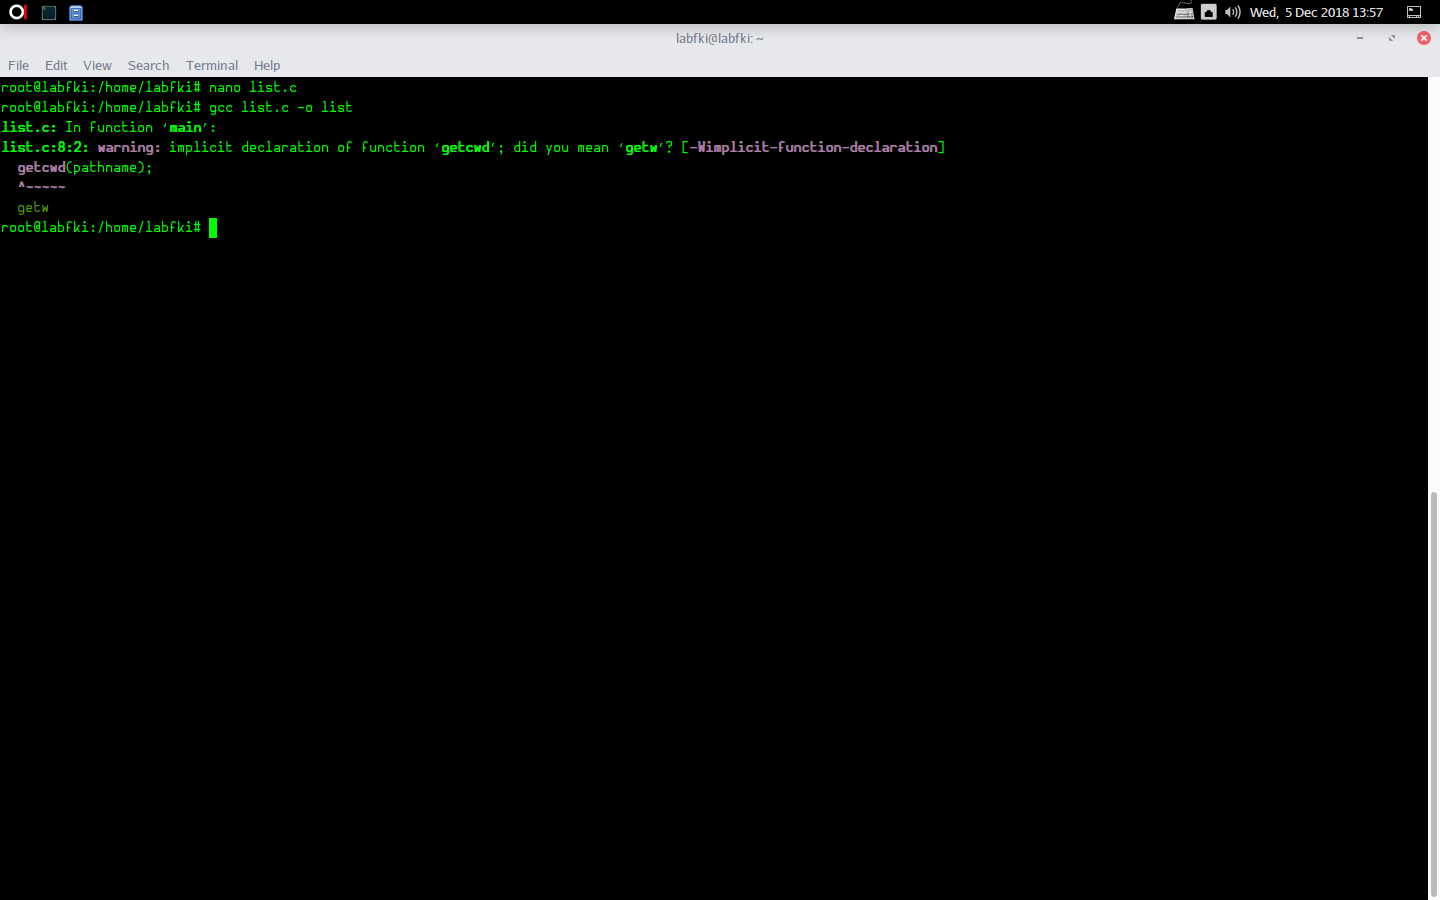 Wed, 5 Dec 2018 13:57
labfki@labfki: ~
File Edit View Search Terminal Help
root@labfki:/home/labfki# nano list.c
root@labfki:/home/labfki# gcc list.c -o list
list.c: In function ‘main’:
list.c:8:2: warning: implicit declaration of function ‘getcwd’; did you mean ‘getw’? [-Wimplicit-function-declaration]
  getcwd(pathname);
  ^~~~~~
  getw
root@labfki:/home/labfki#